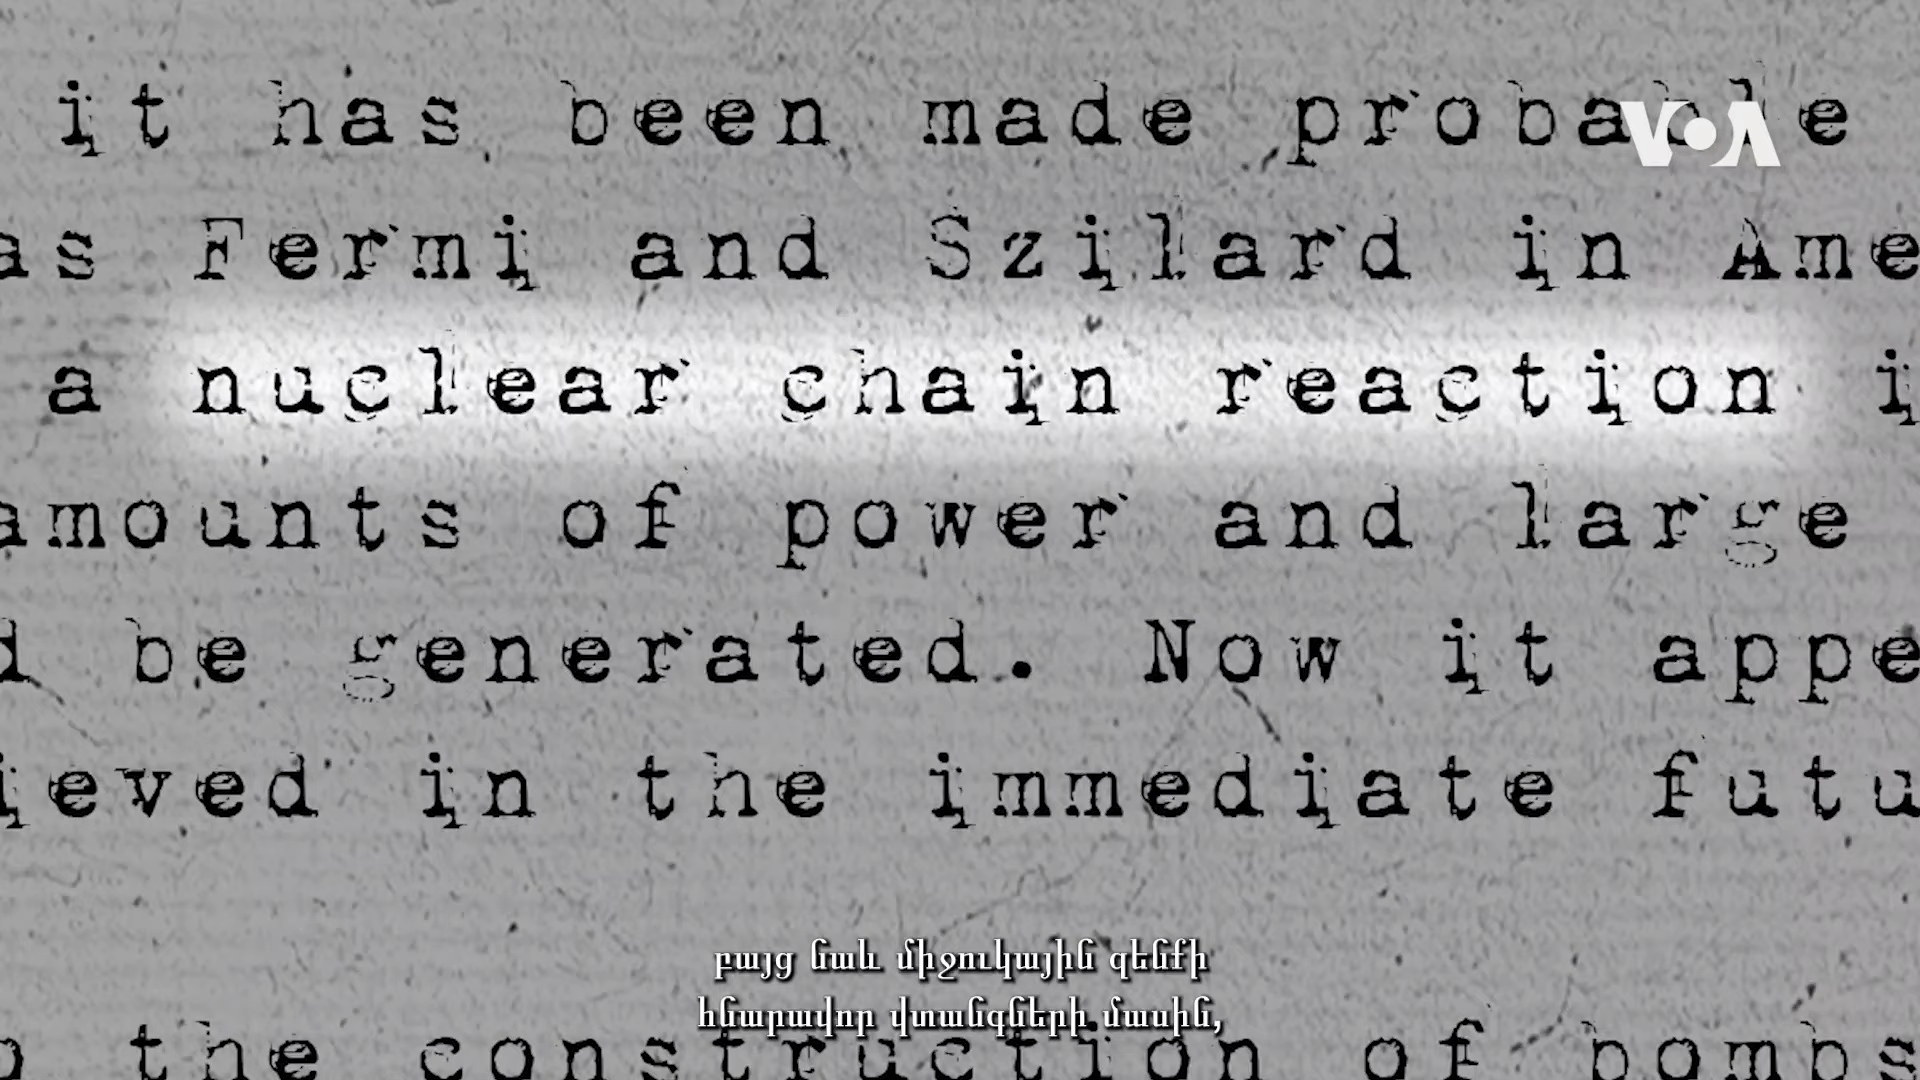 it has been made probable
VOA
as Fermi and Szilard in Ame
a nuclear chain reaction i
amounts of power and large
d be generated. Now it appe
ieved in the immediate futu
բայց նաև միջուկային զենքի
հնարավոր վտանգների մասին,
o the construction of bombs